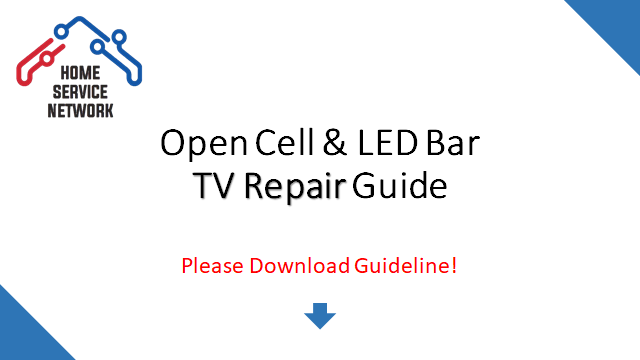 HOME
SERVICE
NETWORK
Open Cell & LED Bar
TV Repair Guide
Please Download Guideline!